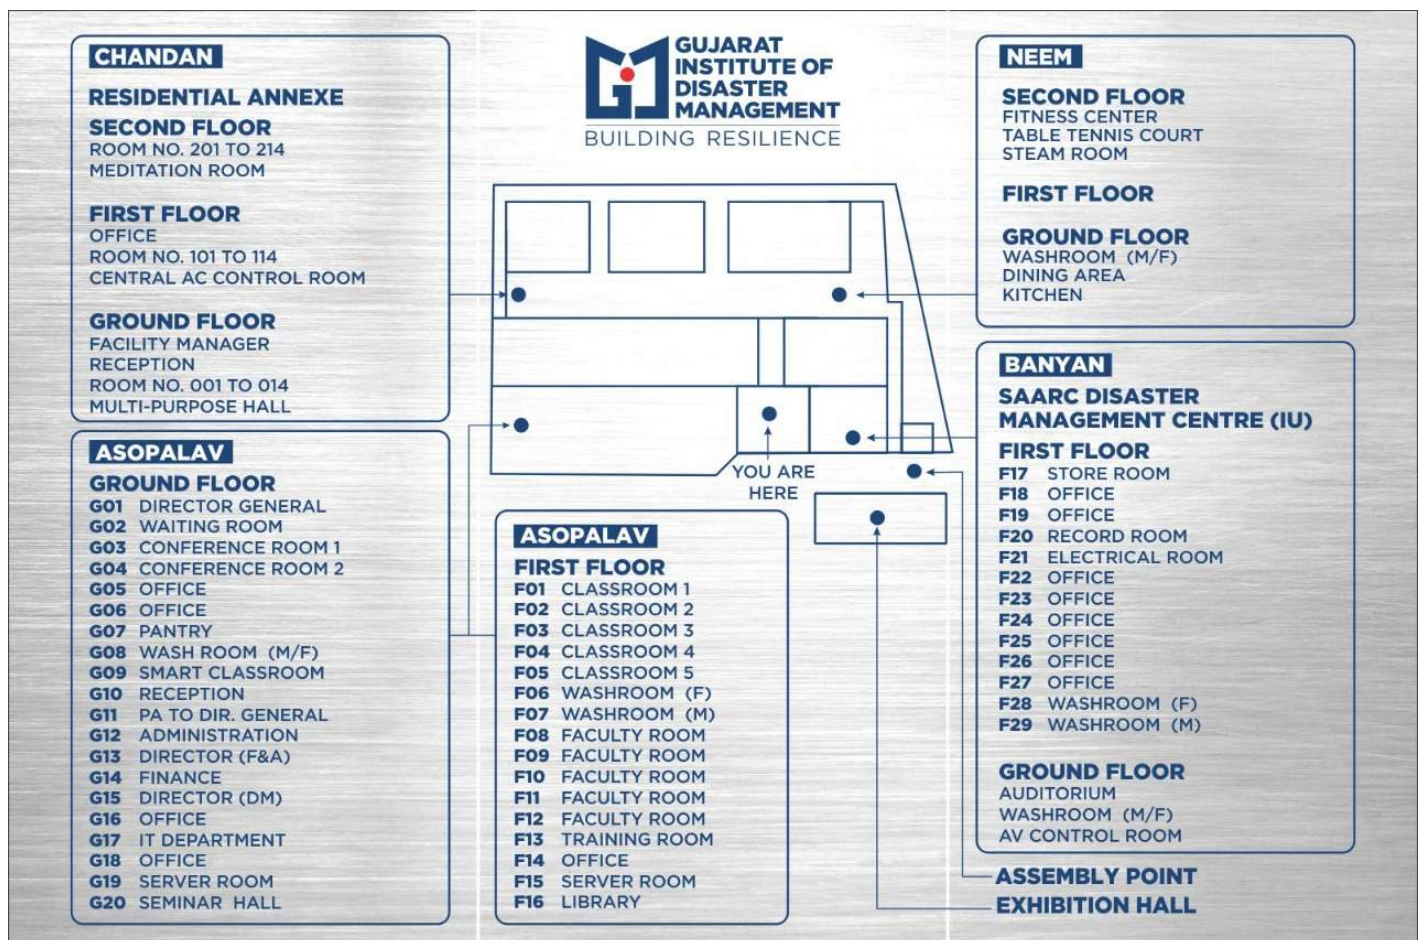 CHANDAN
RESIDENTIAL ANNEXE
SECOND FLOOR
ROOM NO. 201 TO 214
MEDITATION ROOM
FIRST FLOOR
OFFICE
ROOM NO. 101 TO 114
CENTRAL AC CONTROL ROOM
GROUND FLOOR
FACILITY MANAGER
RECEPTION
ROOM NO. 001 TO 014
MULTI-PURPOSE HALL
ASOPALAV
GROUND FLOOR
G01 DIRECTOR GENERAL
G02 WAITING ROOM
G03 CONFERENCE ROOM 1
G04 CONFERENCE ROOM 2
G05 OFFICE
G06 OFFICE
G07 PANTRY
G08 WASH ROOM (M/F)
G09 SMART CLASSROOM
G10 RECEPTION
G11 PA TO DIR. GENERAL
G12 ADMINISTRATION
G13 DIRECTOR (F&A)
G14 FINANCE
G15 DIRECTOR (DM)
G16 OFFICE
G17 IT DEPARTMENT
G18 OFFICE
G19 SERVER ROOM
G20 SEMINAR HALL
GUJARAT
INSTITUTE OF
DISASTER
MANAGEMENT
BUILDING RESILIENCE
YOU ARE
HERE
ASOPALAV
FIRST FLOOR
F01 CLASSROOM 1
F02 CLASSROOM 2
F03 CLASSROOM 3
F04 CLASSROOM 4
F05 CLASSROOM 5
F06 WASHROOM (F)
F07 WASHROOM (M)
F08 FACULTY ROOM
F09 FACULTY ROOM
F10 FACULTY ROOM
F11 FACULTY ROOM
F12 FACULTY ROOM
F13 TRAINING ROOM
F14 OFFICE
F15 SERVER ROOM
F16 LIBRARY
NEEM
SECOND FLOOR
FITNESS CENTER
TABLE TENNIS COURT
STEAM ROOM
FIRST FLOOR
GROUND FLOOR
WASHROOM (M/F)
DINING AREA
KITCHEN
BANYAN
SAARC DISASTER
MANAGEMENT CENTRE (IU)
FIRST FLOOR
F17 STORE ROOM
F18 OFFICE
F19 OFFICE
F20 RECORD ROOM
F21 ELECTRICAL ROOM
F22 OFFICE
F23 OFFICE
F24 OFFICE
F25 OFFICE
F26 OFFICE
F27 OFFICE
F28 WASHROOM (F)
F29 WASHROOM (M)
GROUND FLOOR
AUDITORIUM
WASHROOM (M/F)
AV CONTROL ROOM
ASSEMBLY POINT
EXHIBITION HALL